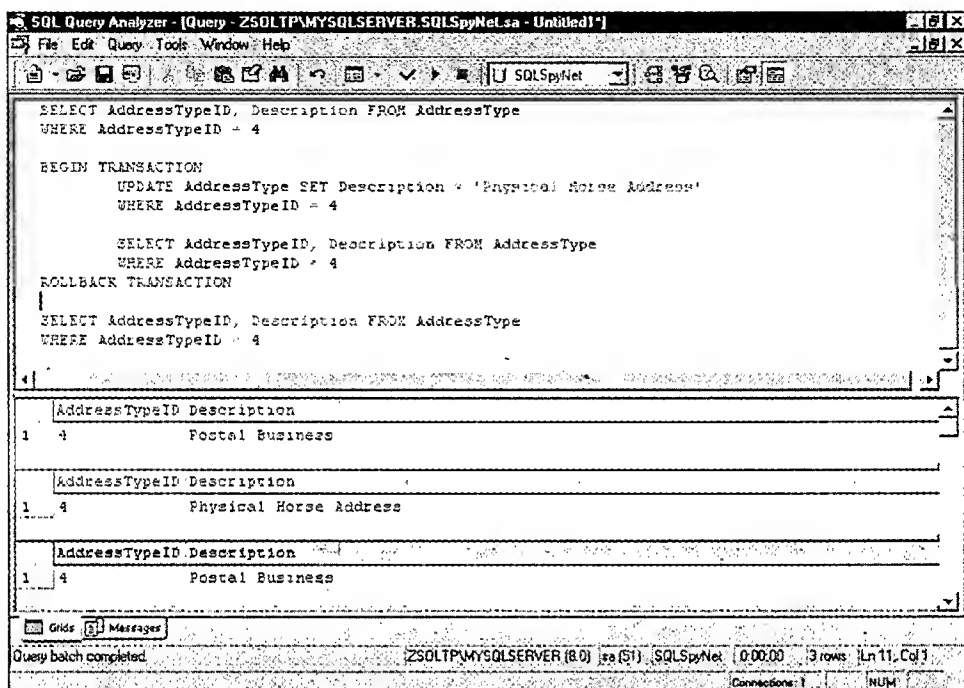 SQL Query Analyzer - [Query - ZSOLTP\MYSQLSERVER.SQLSpyNet.sa - Untitled1*]
File Edit Query Tools Window Help
SQLSpyNet
SELECT AddressTypeID, Description FROM AddressType
WHERE AddressTypeID = 4
BEGIN TRANSACTION
UPDATE AddressType SET Description = 'Physical Horse Address'
WHERE AddressTypeID = 4
SELECT AddressTypeID, Description FROM AddressType
WHERE AddressTypeID = 4
ROLLBACK TRANSACTION
SELECT AddressTypeID, Description FROM AddressType
WHERE AddressTypeID = 4
AddressTypeID Description
1 4 Postal Business
AddressTypeID Description
1 4 Physical Horse Address
AddressTypeID Description
1 4 Postal Business
Grids Messages
Query batch completed. ZSOLTP\MYSQLSERVER (8.0) sa (51) SQLSpyNet 0:00:00 3 rows Ln 11, Col 1
Connections: 1 NUM